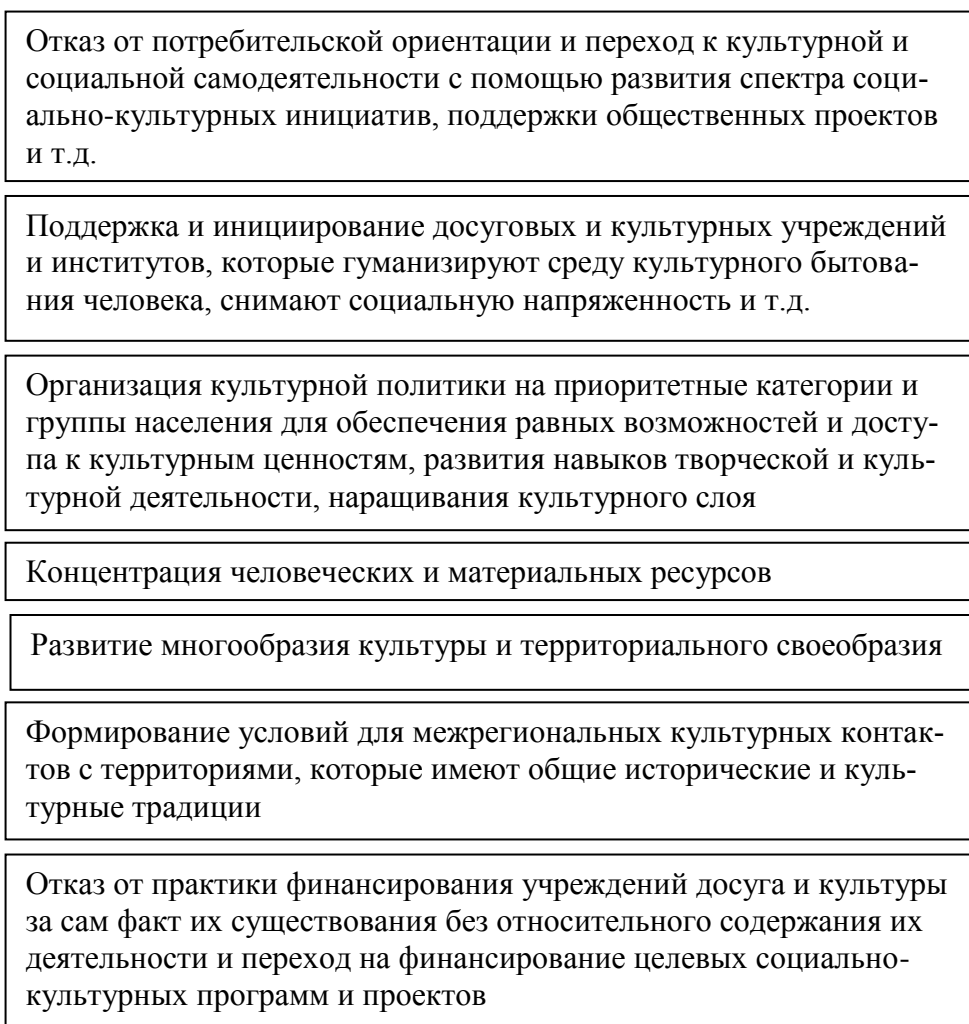 Отказ от потребительской ориентации и переход к культурной и
социальной самодеятельности с помощью развития спектра соци-
ально-культурных инициатив, поддержки общественных проектов
и т.д.
Поддержка и инициирование досуговых и культурных учреждений
и институтов, которые гуманизируют среду культурного бытова-
ния человека, снимают социальную напряженность и т.д.
Организация культурной политики на приоритетные категории и
группы населения для обеспечения равных возможностей и досту-
па к культурным ценностям, развития навыков творческой и куль-
турной деятельности, наращивания культурного слоя
Концентрация человеческих и материальных ресурсов
Развитие многообразия культуры и территориального своеобразия
Формирование условий для межрегиональных культурных контак-
тов с территориями, которые имеют общие исторические и куль-
турные традиции
Отказ от практики финансирования учреждений досуга и культуры
за сам факт их существования без относительного содержания их
деятельности и переход на финансирование целевых социально-
культурных программ и проектов